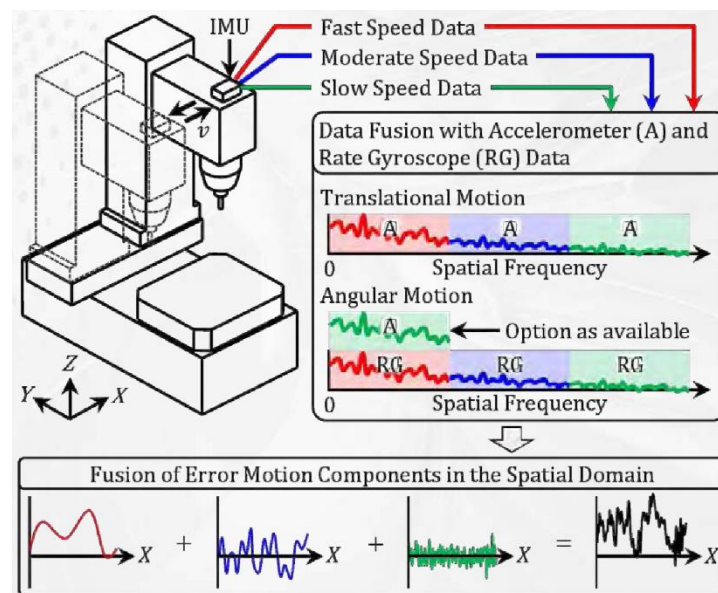 IMU
Fast Speed Data
Moderate Speed Data
Slow Speed Data
v
Data Fusion with Accelerometer (A) and
Rate Gyroscope (RG) Data
Translational Motion
A A A
0 Spatial Frequency
Angular Motion
A Option as available
RG RG RG
0 Spatial Frequency
Z
Y X
Fusion of Error Motion Components in the Spatial Domain
X + X + X = X